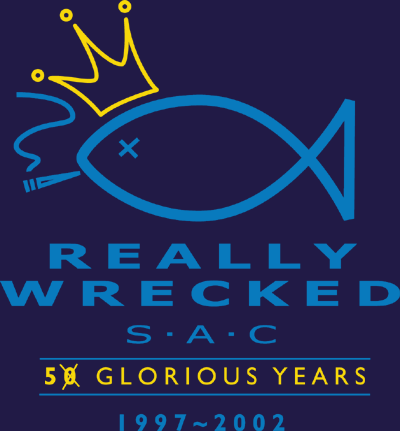 REALLY
WRECKED
S·A·C
50 GLORIOUS YEARS
1997~2002